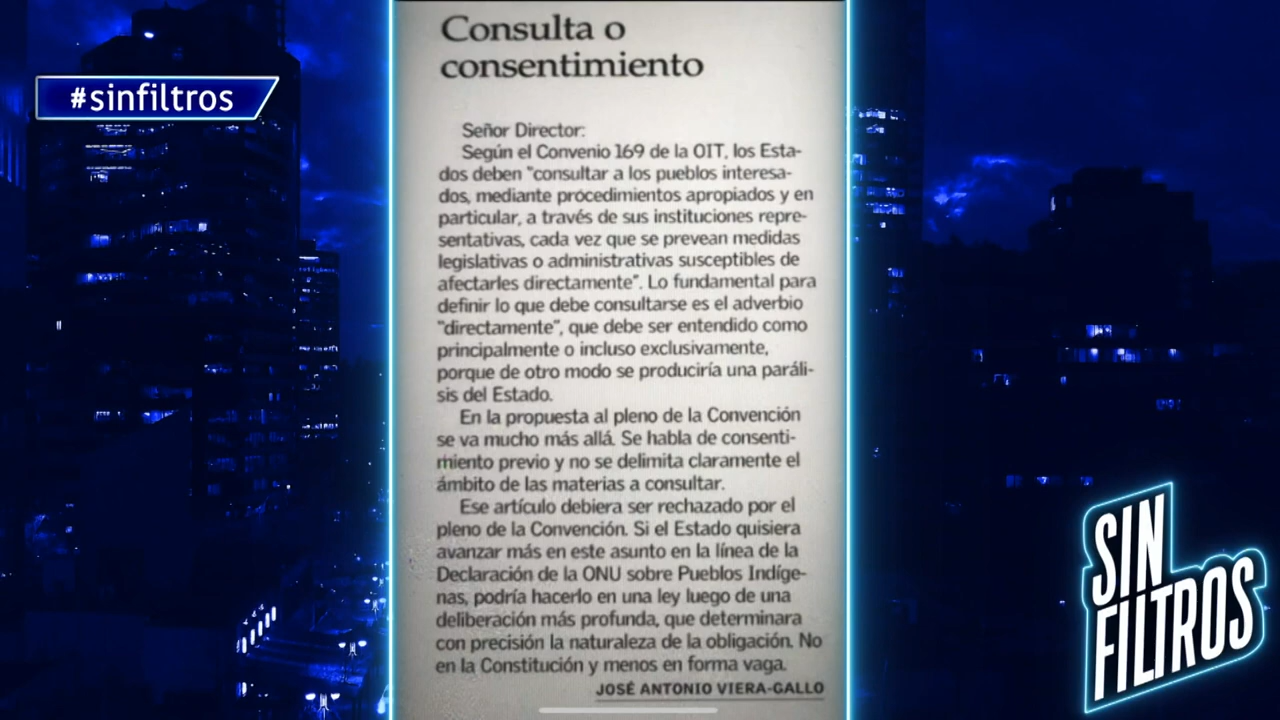 #sinfiltros
Consulta o
consentimiento
Señor Director:
Según el Convenio 169 de la OIT, los Esta-
dos deben "consultar a los pueblos interesa-
dos, mediante procedimientos apropiados y en
particular, a través de sus instituciones repre-
sentativas, cada vez que se prevean medidas
legislativas o administrativas susceptibles de
afectarles directamente". Lo fundamental para
definir lo que debe consultarse es el adverbio
"directamente", que debe ser entendido como
principalmente o incluso exclusivamente,
porque de otro modo se produciría una paráli-
sis del Estado.
En la propuesta al pleno de la Convención
se va mucho más allá. Se habla de consenti-
miento previo y no se delimita claramente el
ámbito de las materias a consultar.
Ese artículo debiera ser rechazado por el
pleno de la Convención. Si el Estado quisiera
avanzar más en este asunto en la línea de la
Declaración de la ONU sobre Pueblos Indíge-
nas, podría hacerlo en una ley luego de una
deliberación más profunda, que determinara
con precisión la naturaleza de la obligación. No
en la Constitución y menos en forma vaga.
JOSÉ ANTONIO VIERA-GALLO
SIN
FILTROS